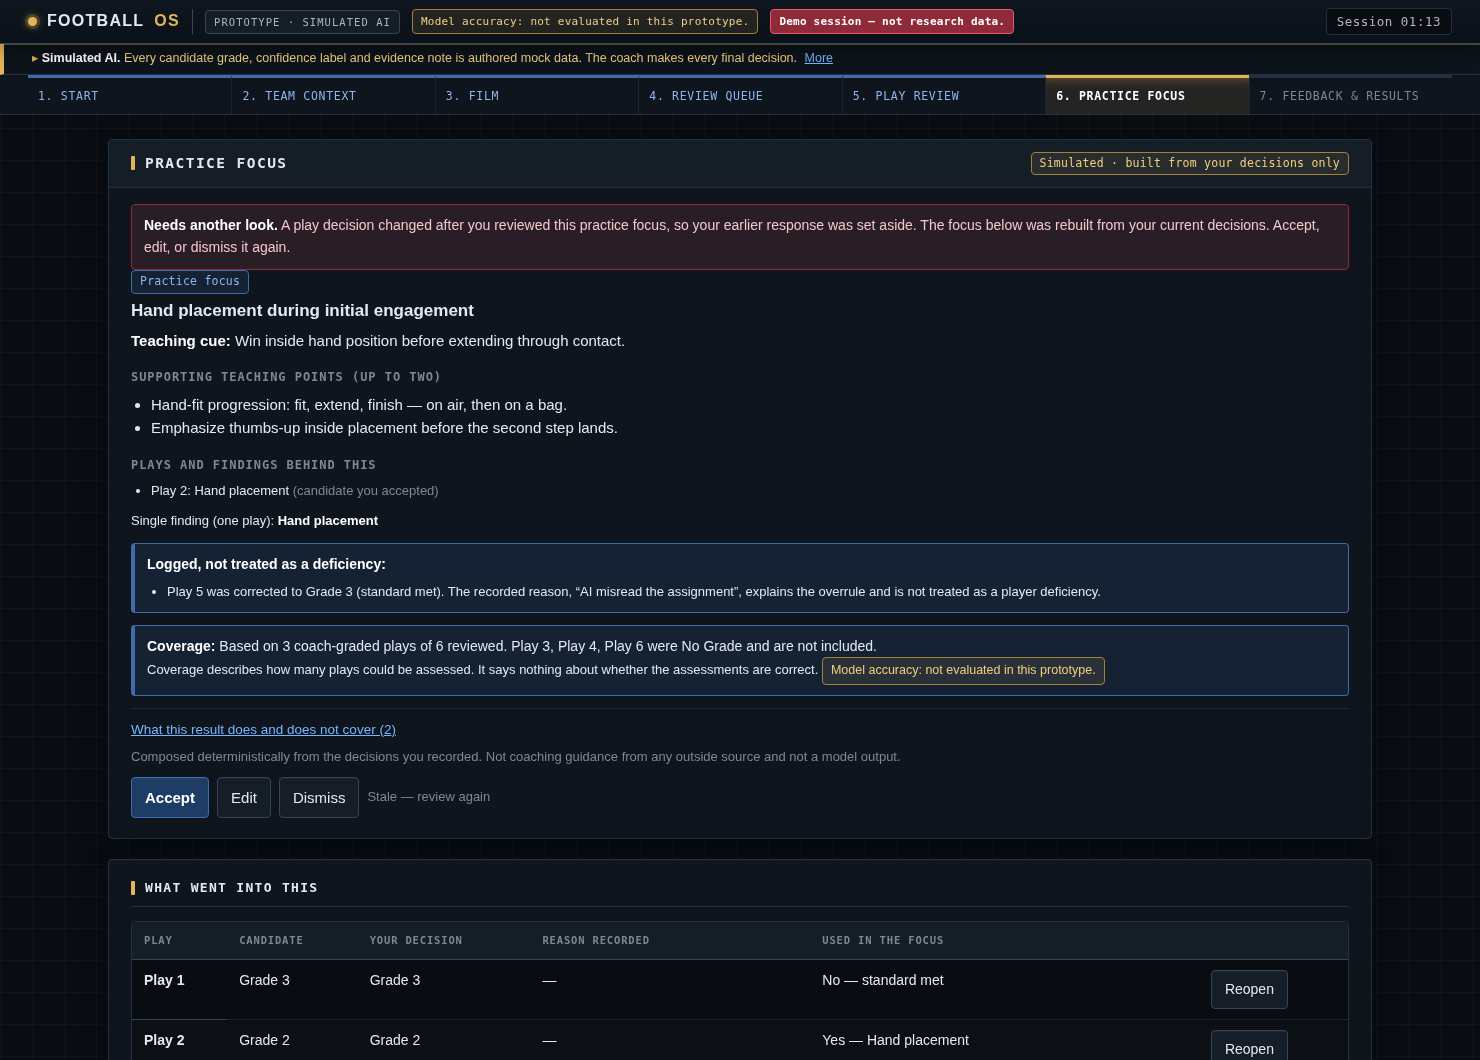 FOOTBALL OS
PROTOTYPE · SIMULATED AI
Model accuracy: not evaluated in this prototype.
Demo session — not research data.
Session 01:13
▸ Simulated AI. Every candidate grade, confidence label and evidence note is authored mock data. The coach makes every final decision. More
1. START
2. TEAM CONTEXT
3. FILM
4. REVIEW QUEUE
5. PLAY REVIEW
6. PRACTICE FOCUS
7. FEEDBACK & RESULTS
PRACTICE FOCUS
Simulated · built from your decisions only
Needs another look. A play decision changed after you reviewed this practice focus, so your earlier response was set aside. The focus below was rebuilt from your current decisions. Accept,
edit, or dismiss it again.
Practice focus
Hand placement during initial engagement
Teaching cue: Win inside hand position before extending through contact.
SUPPORTING TEACHING POINTS (UP TO TWO)
• Hand-fit progression: fit, extend, finish — on air, then on a bag.
• Emphasize thumbs-up inside placement before the second step lands.
PLAYS AND FINDINGS BEHIND THIS
• Play 2: Hand placement (candidate you accepted)
Single finding (one play): Hand placement
Logged, not treated as a deficiency:
• Play 5 was corrected to Grade 3 (standard met). The recorded reason, “AI misread the assignment”, explains the overrule and is not treated as a player deficiency.
Coverage: Based on 3 coach-graded plays of 6 reviewed. Play 3, Play 4, Play 6 were No Grade and are not included.
Coverage describes how many plays could be assessed. It says nothing about whether the assessments are correct. Model accuracy: not evaluated in this prototype.
What this result does and does not cover (2)
Composed deterministically from the decisions you recorded. Not coaching guidance from any outside source and not a model output.
Accept Edit Dismiss Stale — review again
WHAT WENT INTO THIS
PLAY CANDIDATE YOUR DECISION REASON RECORDED USED IN THE FOCUS
Play 1 Grade 3 Grade 3 — No — standard met Reopen
Play 2 Grade 2 Grade 2 — Yes — Hand placement Reopen